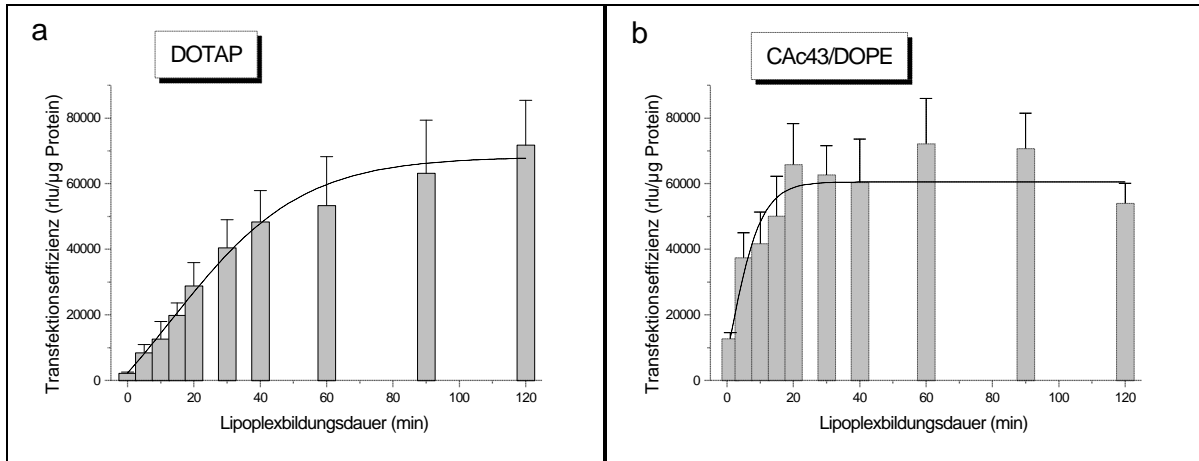 a
DOTAP
Transfektionseffizienz (rlu/µg Protein)
80000
60000
40000
20000
0
0 20 40 60 80 100 120
Lipoplexbildungsdauer (min)
b
CAc43/DOPE
Transfektionseffizienz (rlu/µg Protein)
80000
60000
40000
20000
0
0 20 40 60 80 100 120
Lipoplexbildungsdauer (min)